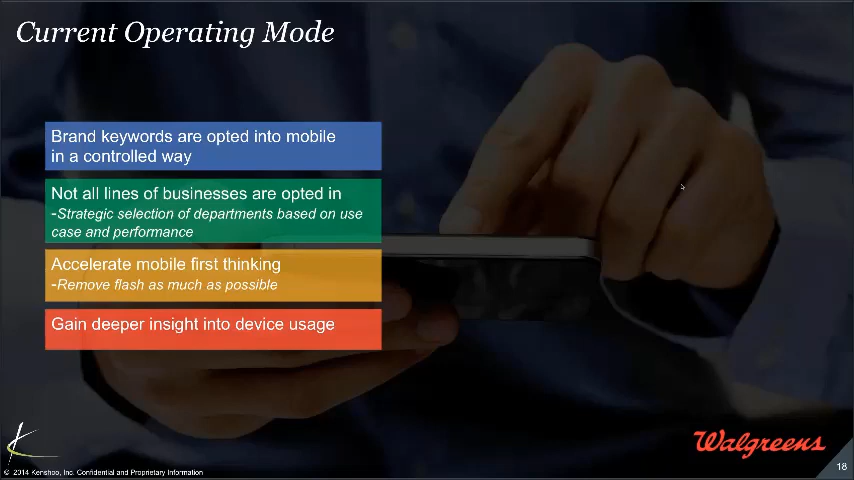 Current Operating Mode
Brand keywords are opted into mobile
in a controlled way
Not all lines of businesses are opted in
-Strategic selection of departments based on use
case and performance
Accelerate mobile first thinking
-Remove flash as much as possible
Gain deeper insight into device usage
Walgreens
© 2014 Kenshoo, Inc. Confidential and Proprietary Information
18